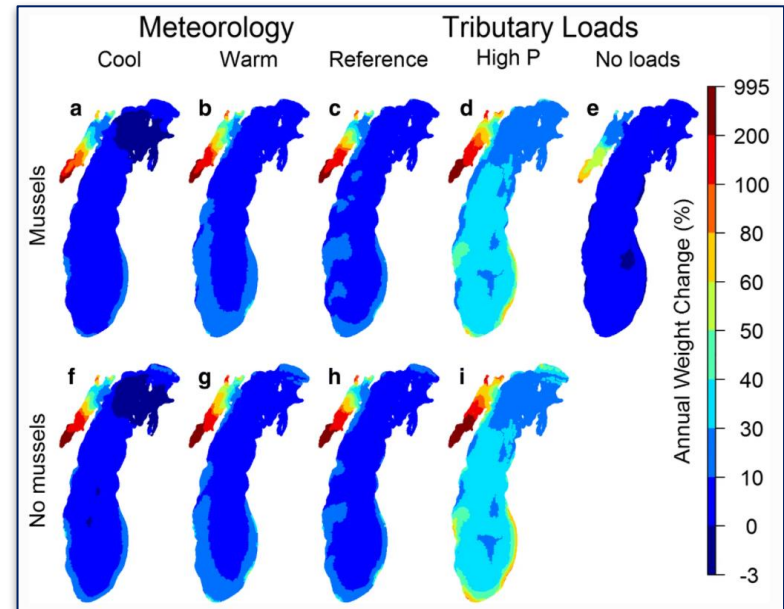 Meteorology Tributary Loads
Cool Warm Reference High P No loads
a b c d e
Mussels
f g h i
No mussels
995
200
100
80
60
50
40
30
10
0
-3
Annual Weight Change (%)